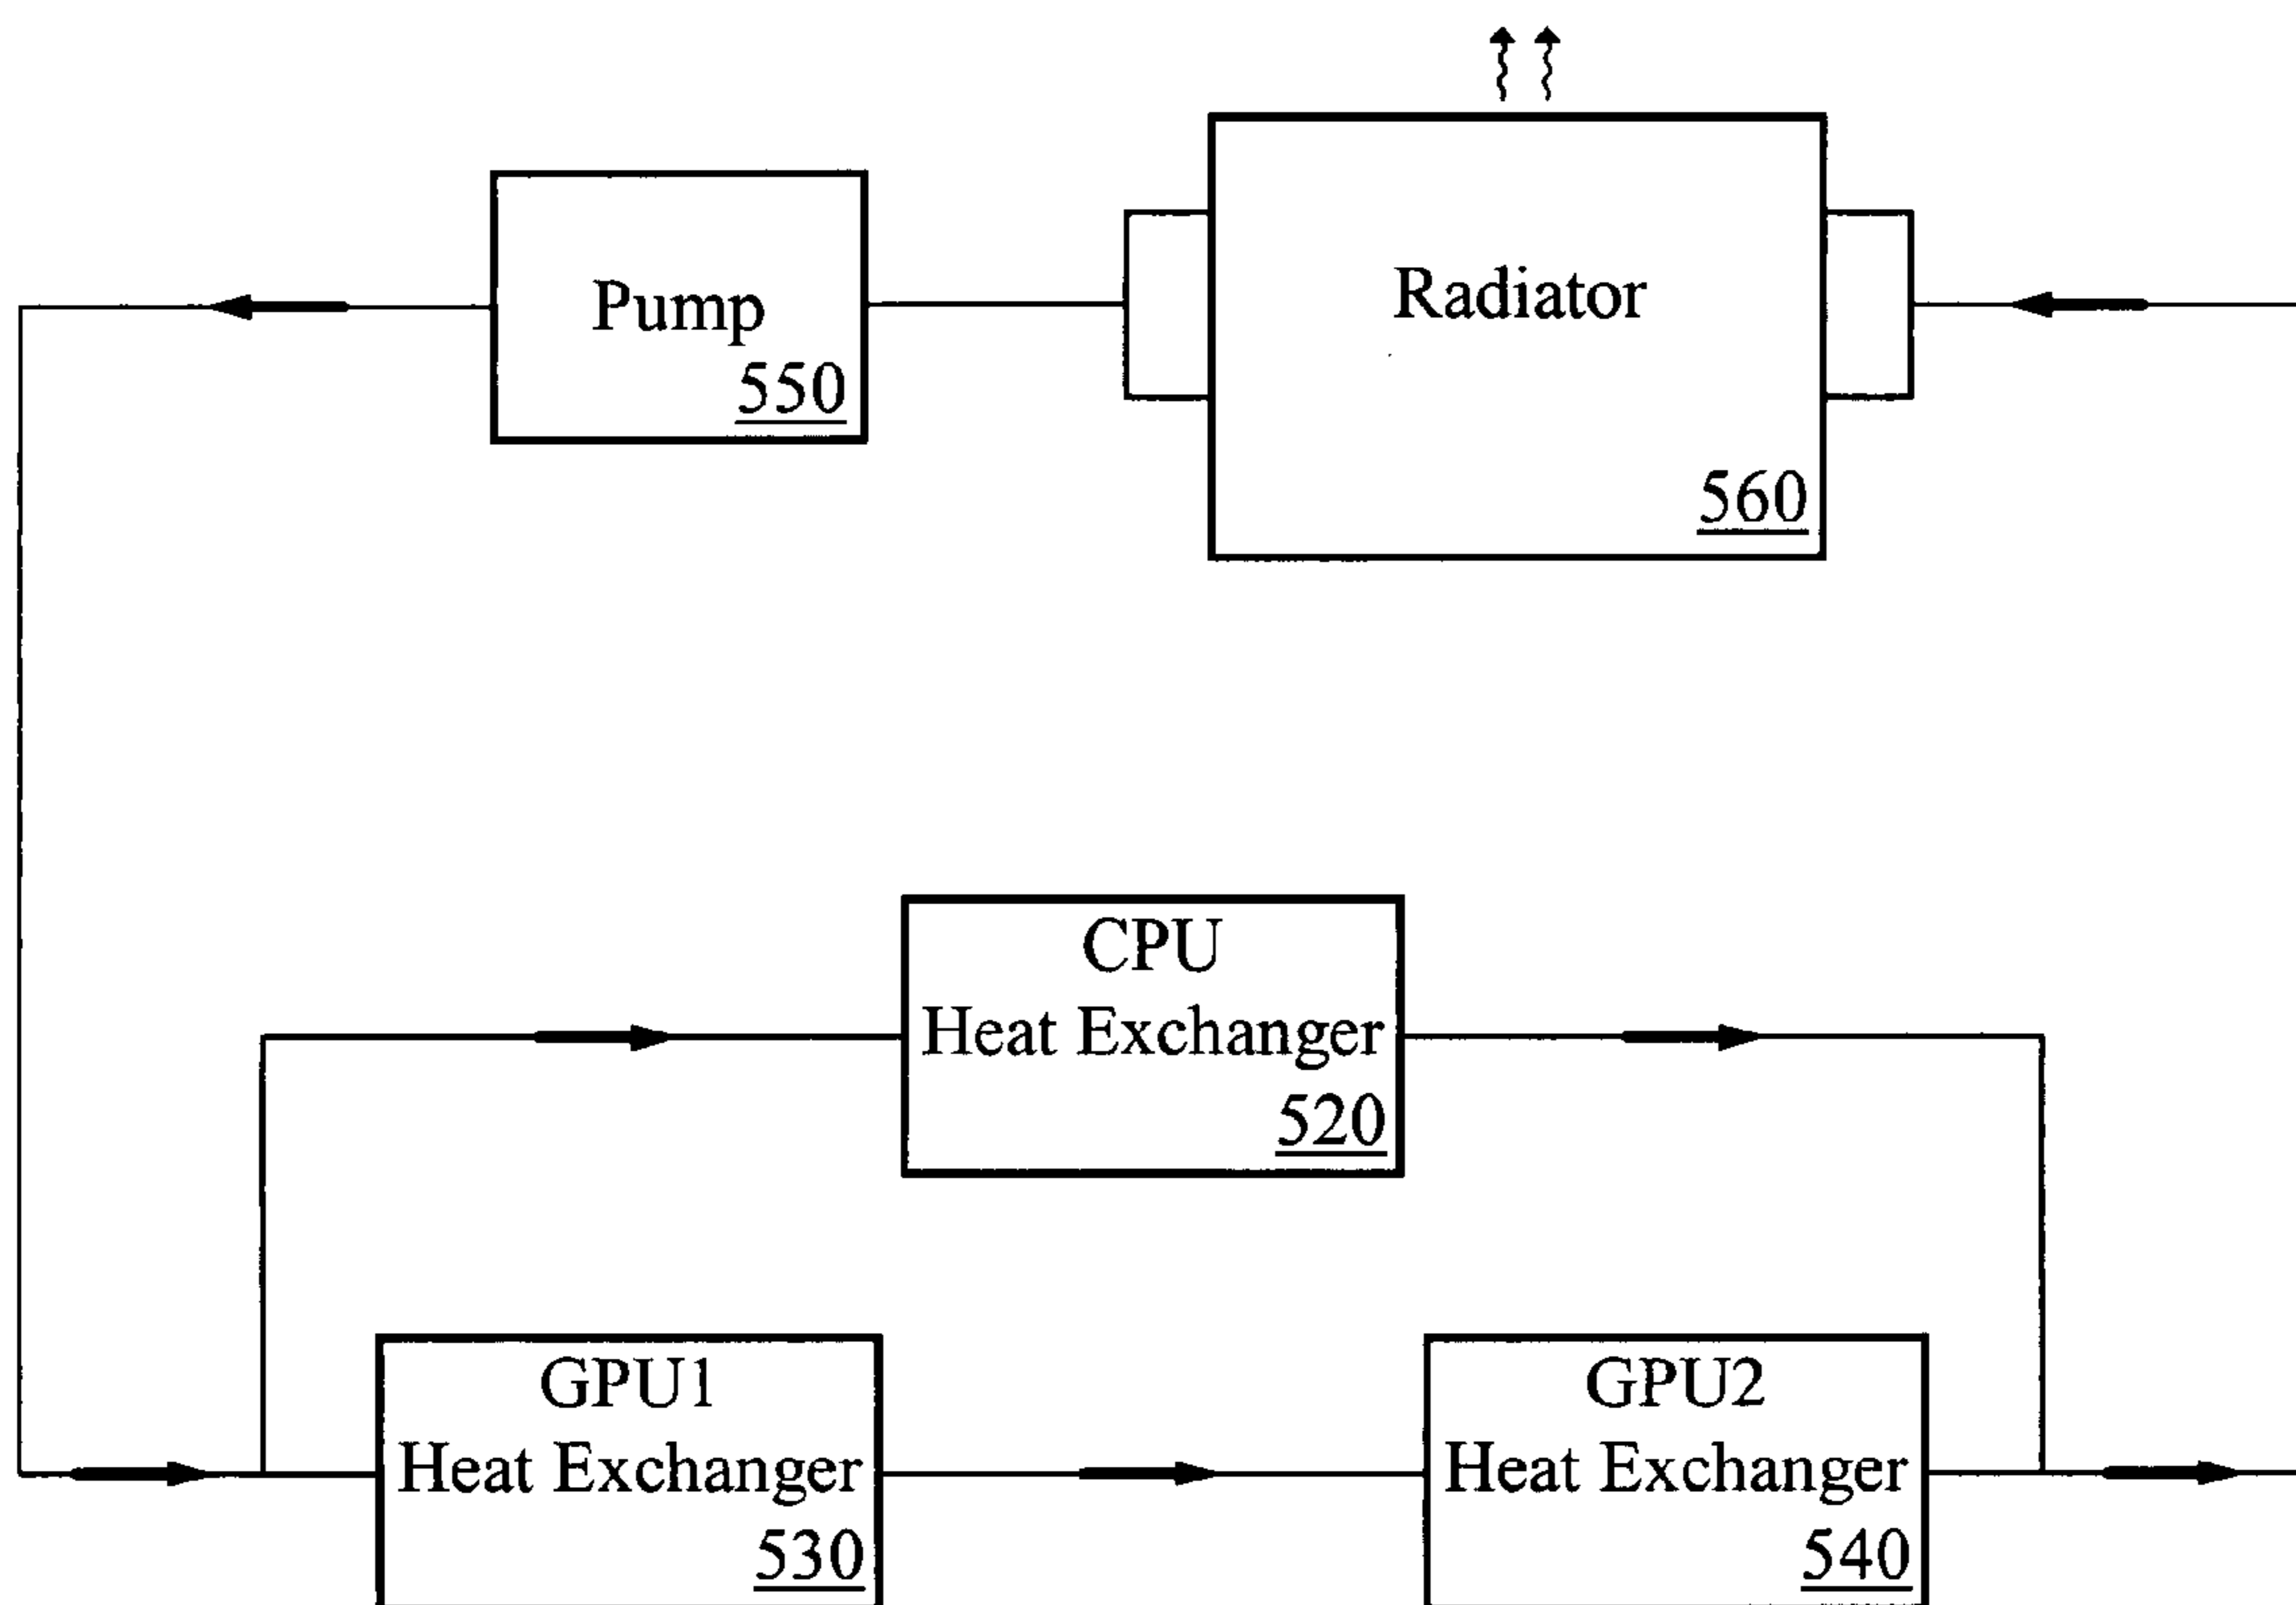 Pump
550
Radiator
560
CPU
Heat Exchanger
520
GPU1
Heat Exchanger
530
GPU2
Heat Exchanger
540